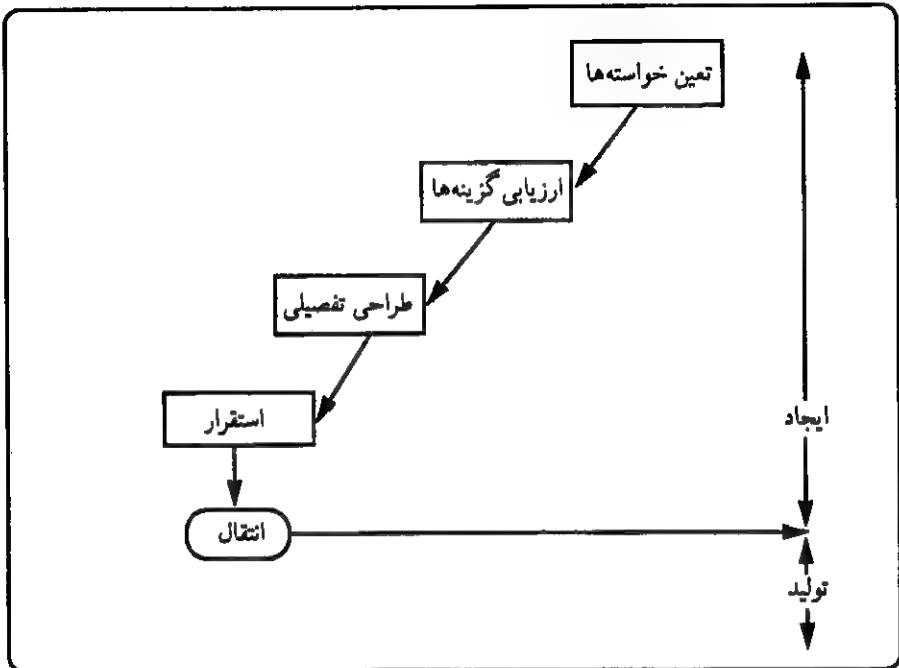 تعین خواسته‌ها
ارزیابی گزینه‌ها
طراحی تفصیلی
استقرار
ایجاد
انتقال
تولید